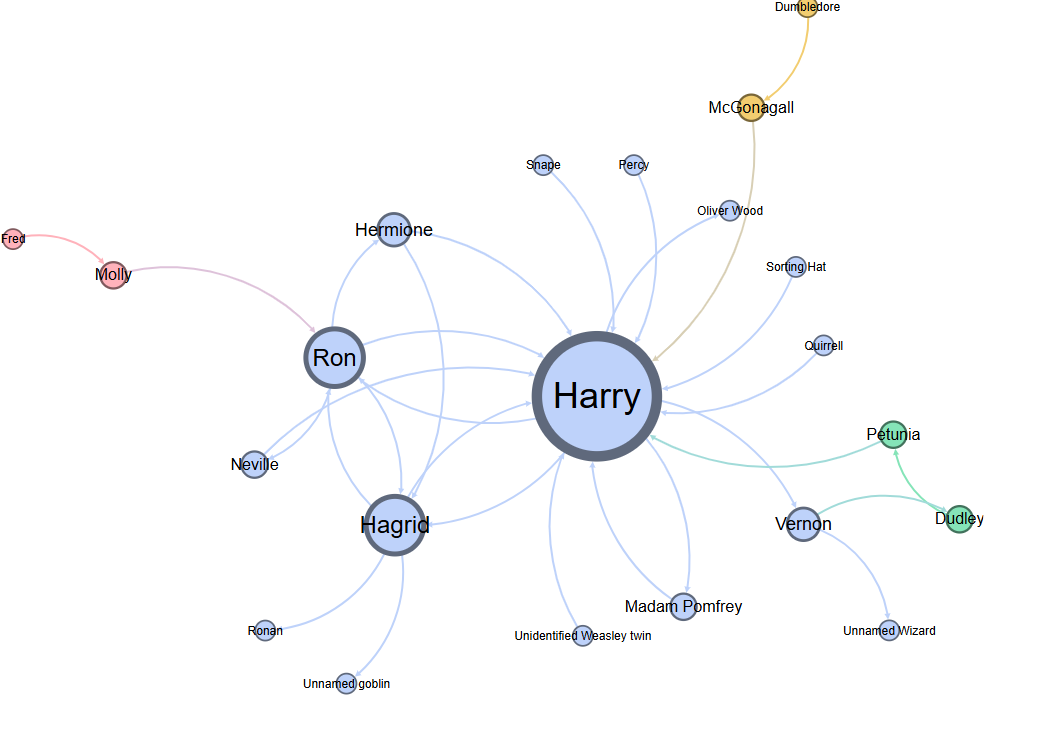 Dumbledore
McGonagall
Snape
Percy
Oliver Wood
Hermione
Fred
Molly
Sorting Hat
Quirrell
Ron
Harry
Petunia
Neville
Hagrid
Vernon
Dudley
Madam Pomfrey
Ronan
Unidentified Weasley twin
Unnamed Wizard
Unnamed goblin